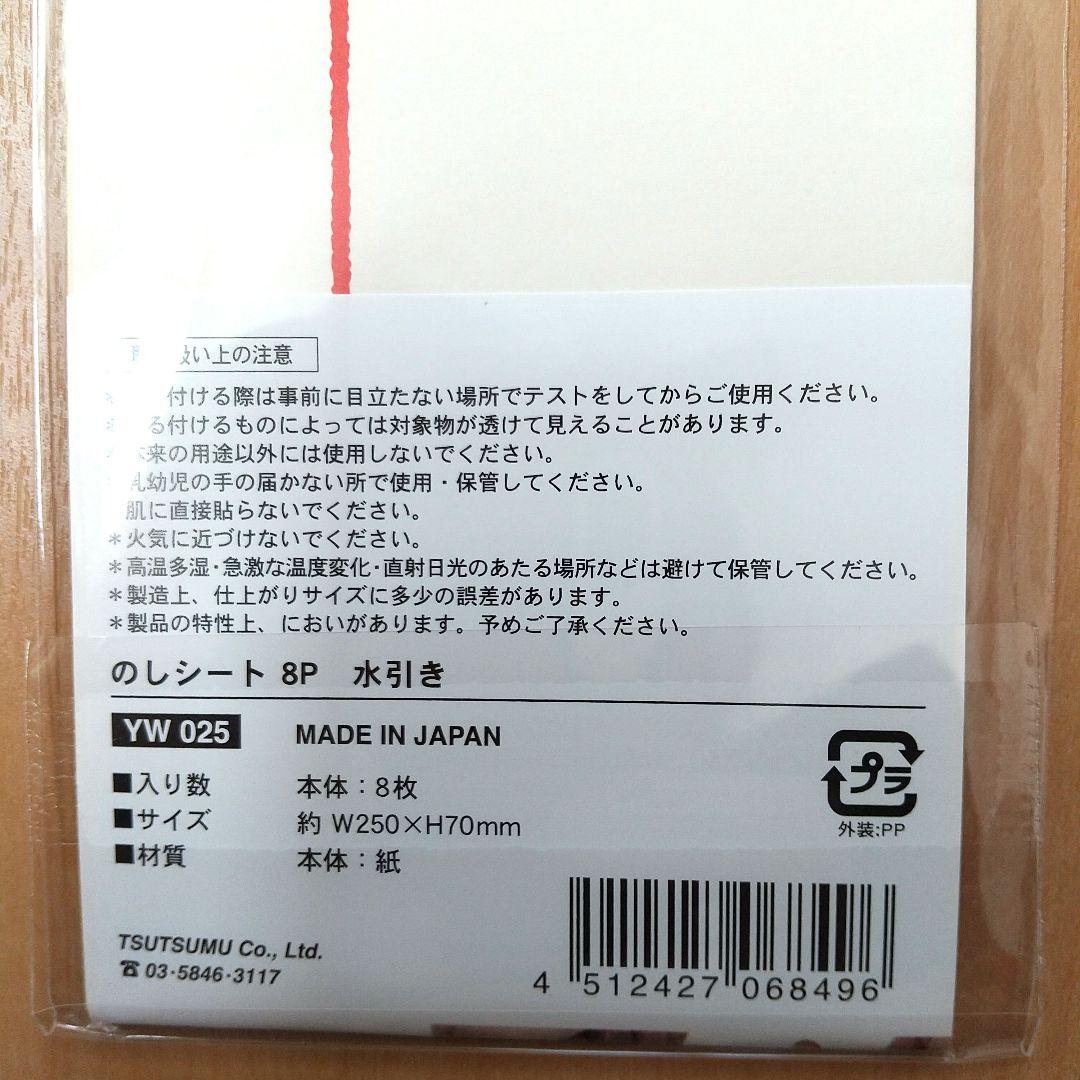 扱い上の注意
付ける際は事前に目立たない場所でテストをしてからご使用ください。
る付けるものによっては対象物が透けて見えることがあります。
本来の用途以外には使用しないでください。
乳幼児の手の届かない所で使用・保管してください。
肌に直接貼らないでください。
＊火気に近づけないでください。
＊高温多湿・急激な温度変化・直射日光のあたる場所などは避けて保管してください。
＊製造上、仕上がりサイズに多少の誤差があります。
＊製品の特性上、においがあります。予めご了承ください。
のしシート 8P 水引き
YW 025 MADE IN JAPAN
プラ
外装:PP
■入り数 本体：8枚
■サイズ 約 W250×H70mm
■材質 本体：紙
TSUTSUMU Co., Ltd.
☎ 03・5846・3117
4 512427 068496